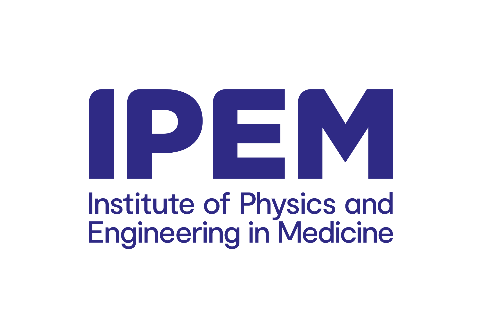 IPEM
Institute of Physics and
Engineering in Medicine